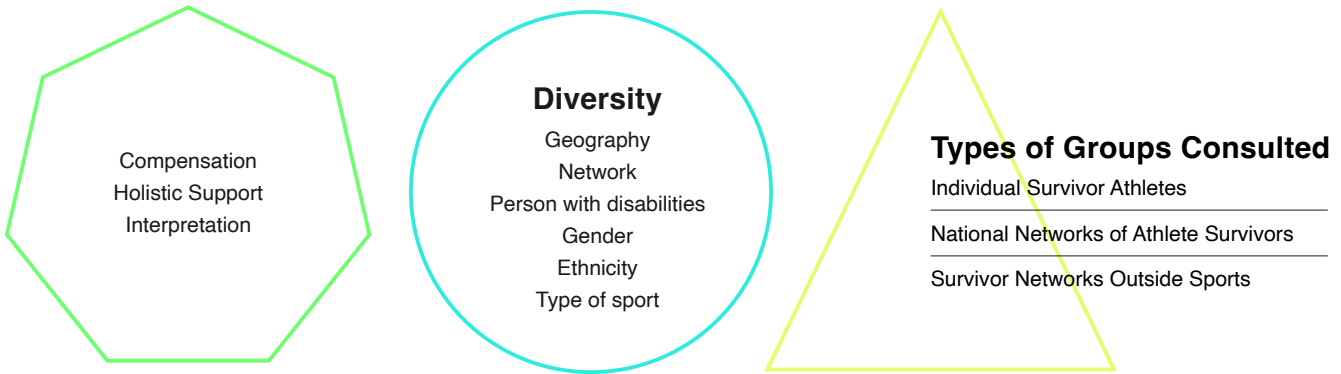 Compensation
Holistic Support
Interpretation
Diversity
Geography
Network
Person with disabilities
Gender
Ethnicity
Type of sport
Types of Groups Consulted
Individual Survivor Athletes
National Networks of Athlete Survivors
Survivor Networks Outside Sports